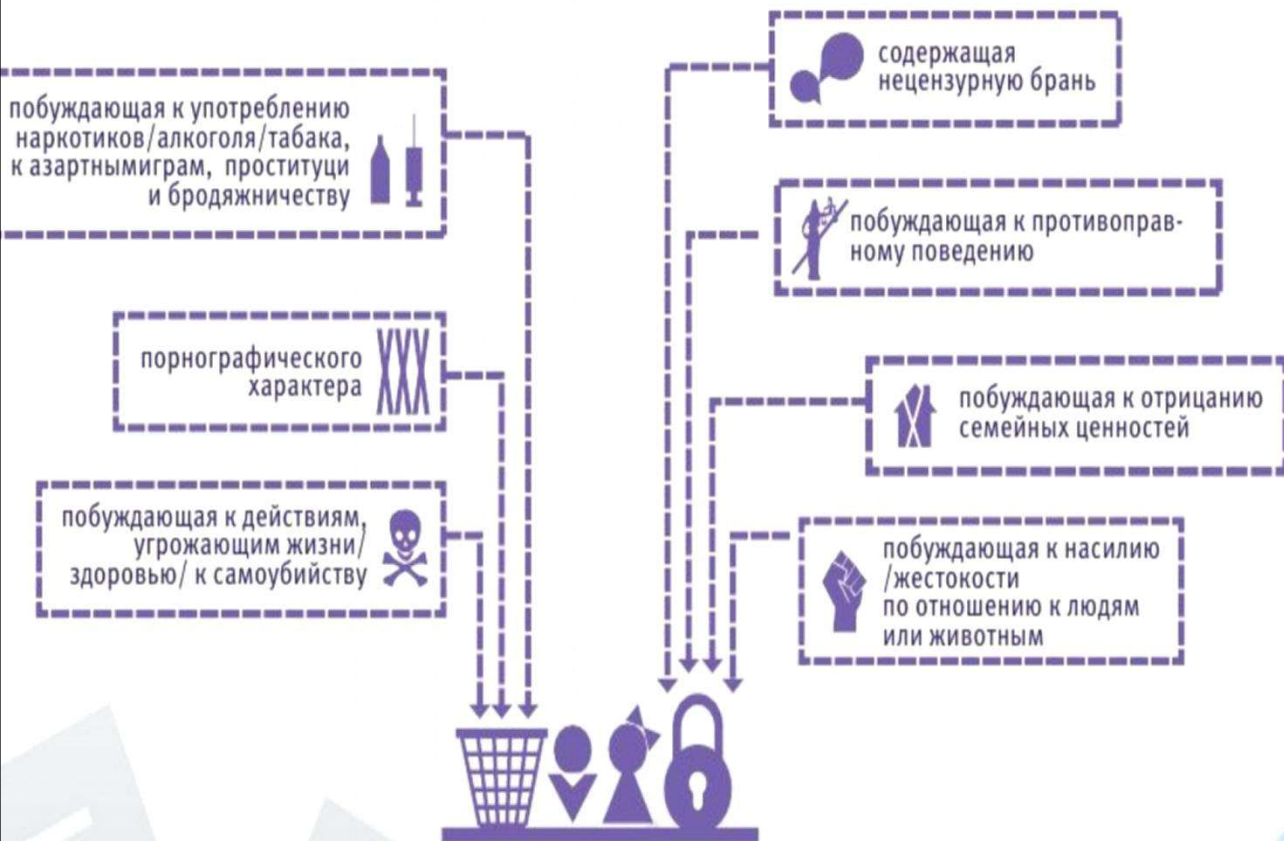 содержащая
нецензурную брань
побуждающая к употреблению
наркотиков/алкоголя/табака,
к азартнымиграм, проституци
и бродяжничеству
побуждающая к противоправ-
ному поведению
порнографического
характера
XXX
побуждающая к отрицанию
семейных ценностей
побуждающая к действиям,
угрожающим жизни/
здоровью/ к самоубийству
побуждающая к насилию
/жестокости
по отношению к людям
или животным